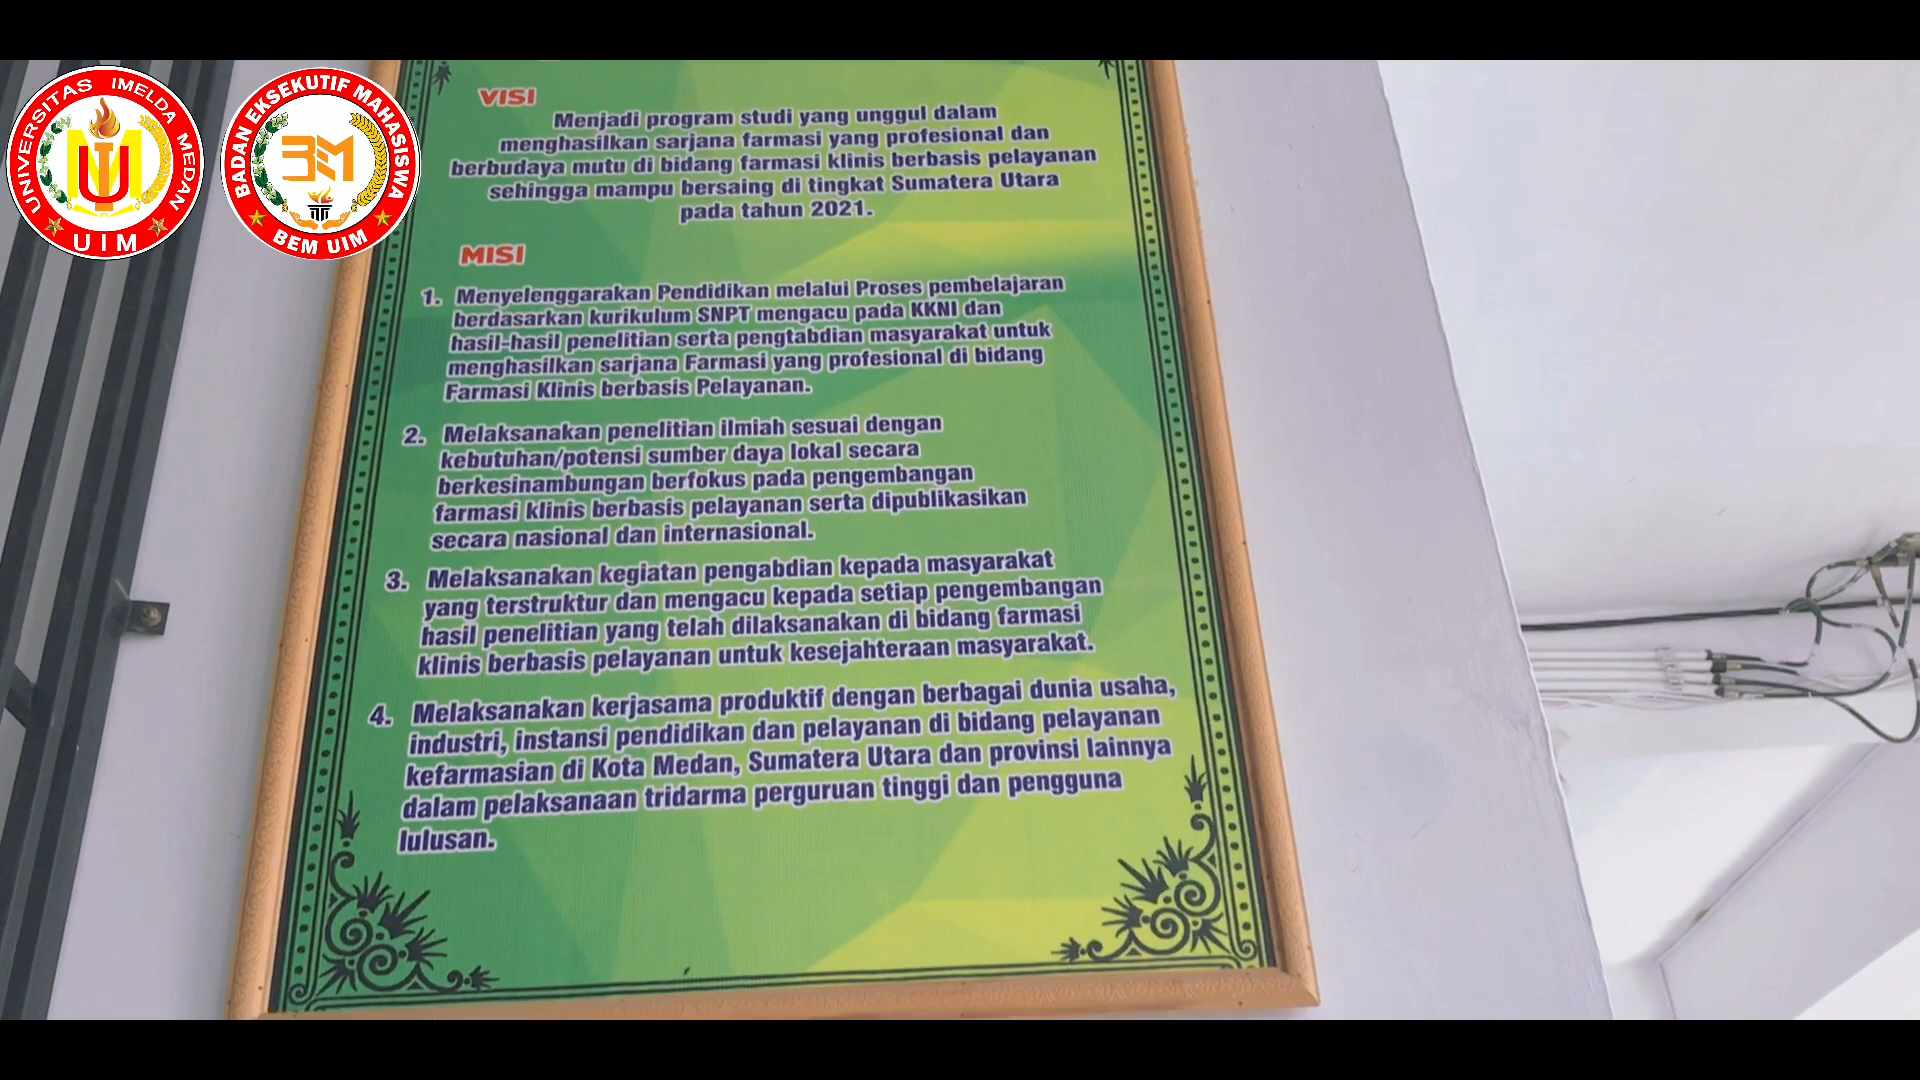 UNIVERSITAS IMELDA MEDAN
UIM
BADAN EKSEKUTIF MAHASISWA
BEM
BEM UIM
VISI
Menjadi program studi yang unggul dalam
menghasilkan sarjana farmasi yang profesional dan
berbudaya mutu di bidang farmasi klinis berbasis pelayanan
sehingga mampu bersaing di tingkat Sumatera Utara
pada tahun 2021.
MISI
1. Menyelenggarakan Pendidikan melalui Proses pembelajaran
berdasarkan kurikulum SNPT mengacu pada KKNI dan
hasil-hasil penelitian serta pengtabdian masyarakat untuk
menghasilkan sarjana Farmasi yang profesional di bidang
Farmasi Klinis berbasis Pelayanan.
2. Melaksanakan penelitian ilmiah sesuai dengan
kebutuhan/potensi sumber daya lokal secara
berkesinambungan berfokus pada pengembangan
farmasi klinis berbasis pelayanan serta dipublikasikan
secara nasional dan internasional.
3. Melaksanakan kegiatan pengabdian kepada masyarakat
yang terstruktur dan mengacu kepada setiap pengembangan
hasil penelitian yang telah dilaksanakan di bidang farmasi
klinis berbasis pelayanan untuk kesejahteraan masyarakat.
4. Melaksanakan kerjasama produktif dengan berbagai dunia usaha,
industri, instansi pendidikan dan pelayanan di bidang pelayanan
kefarmasian di Kota Medan, Sumatera Utara dan provinsi lainnya
dalam pelaksanaan tridarma perguruan tinggi dan pengguna
lulusan.